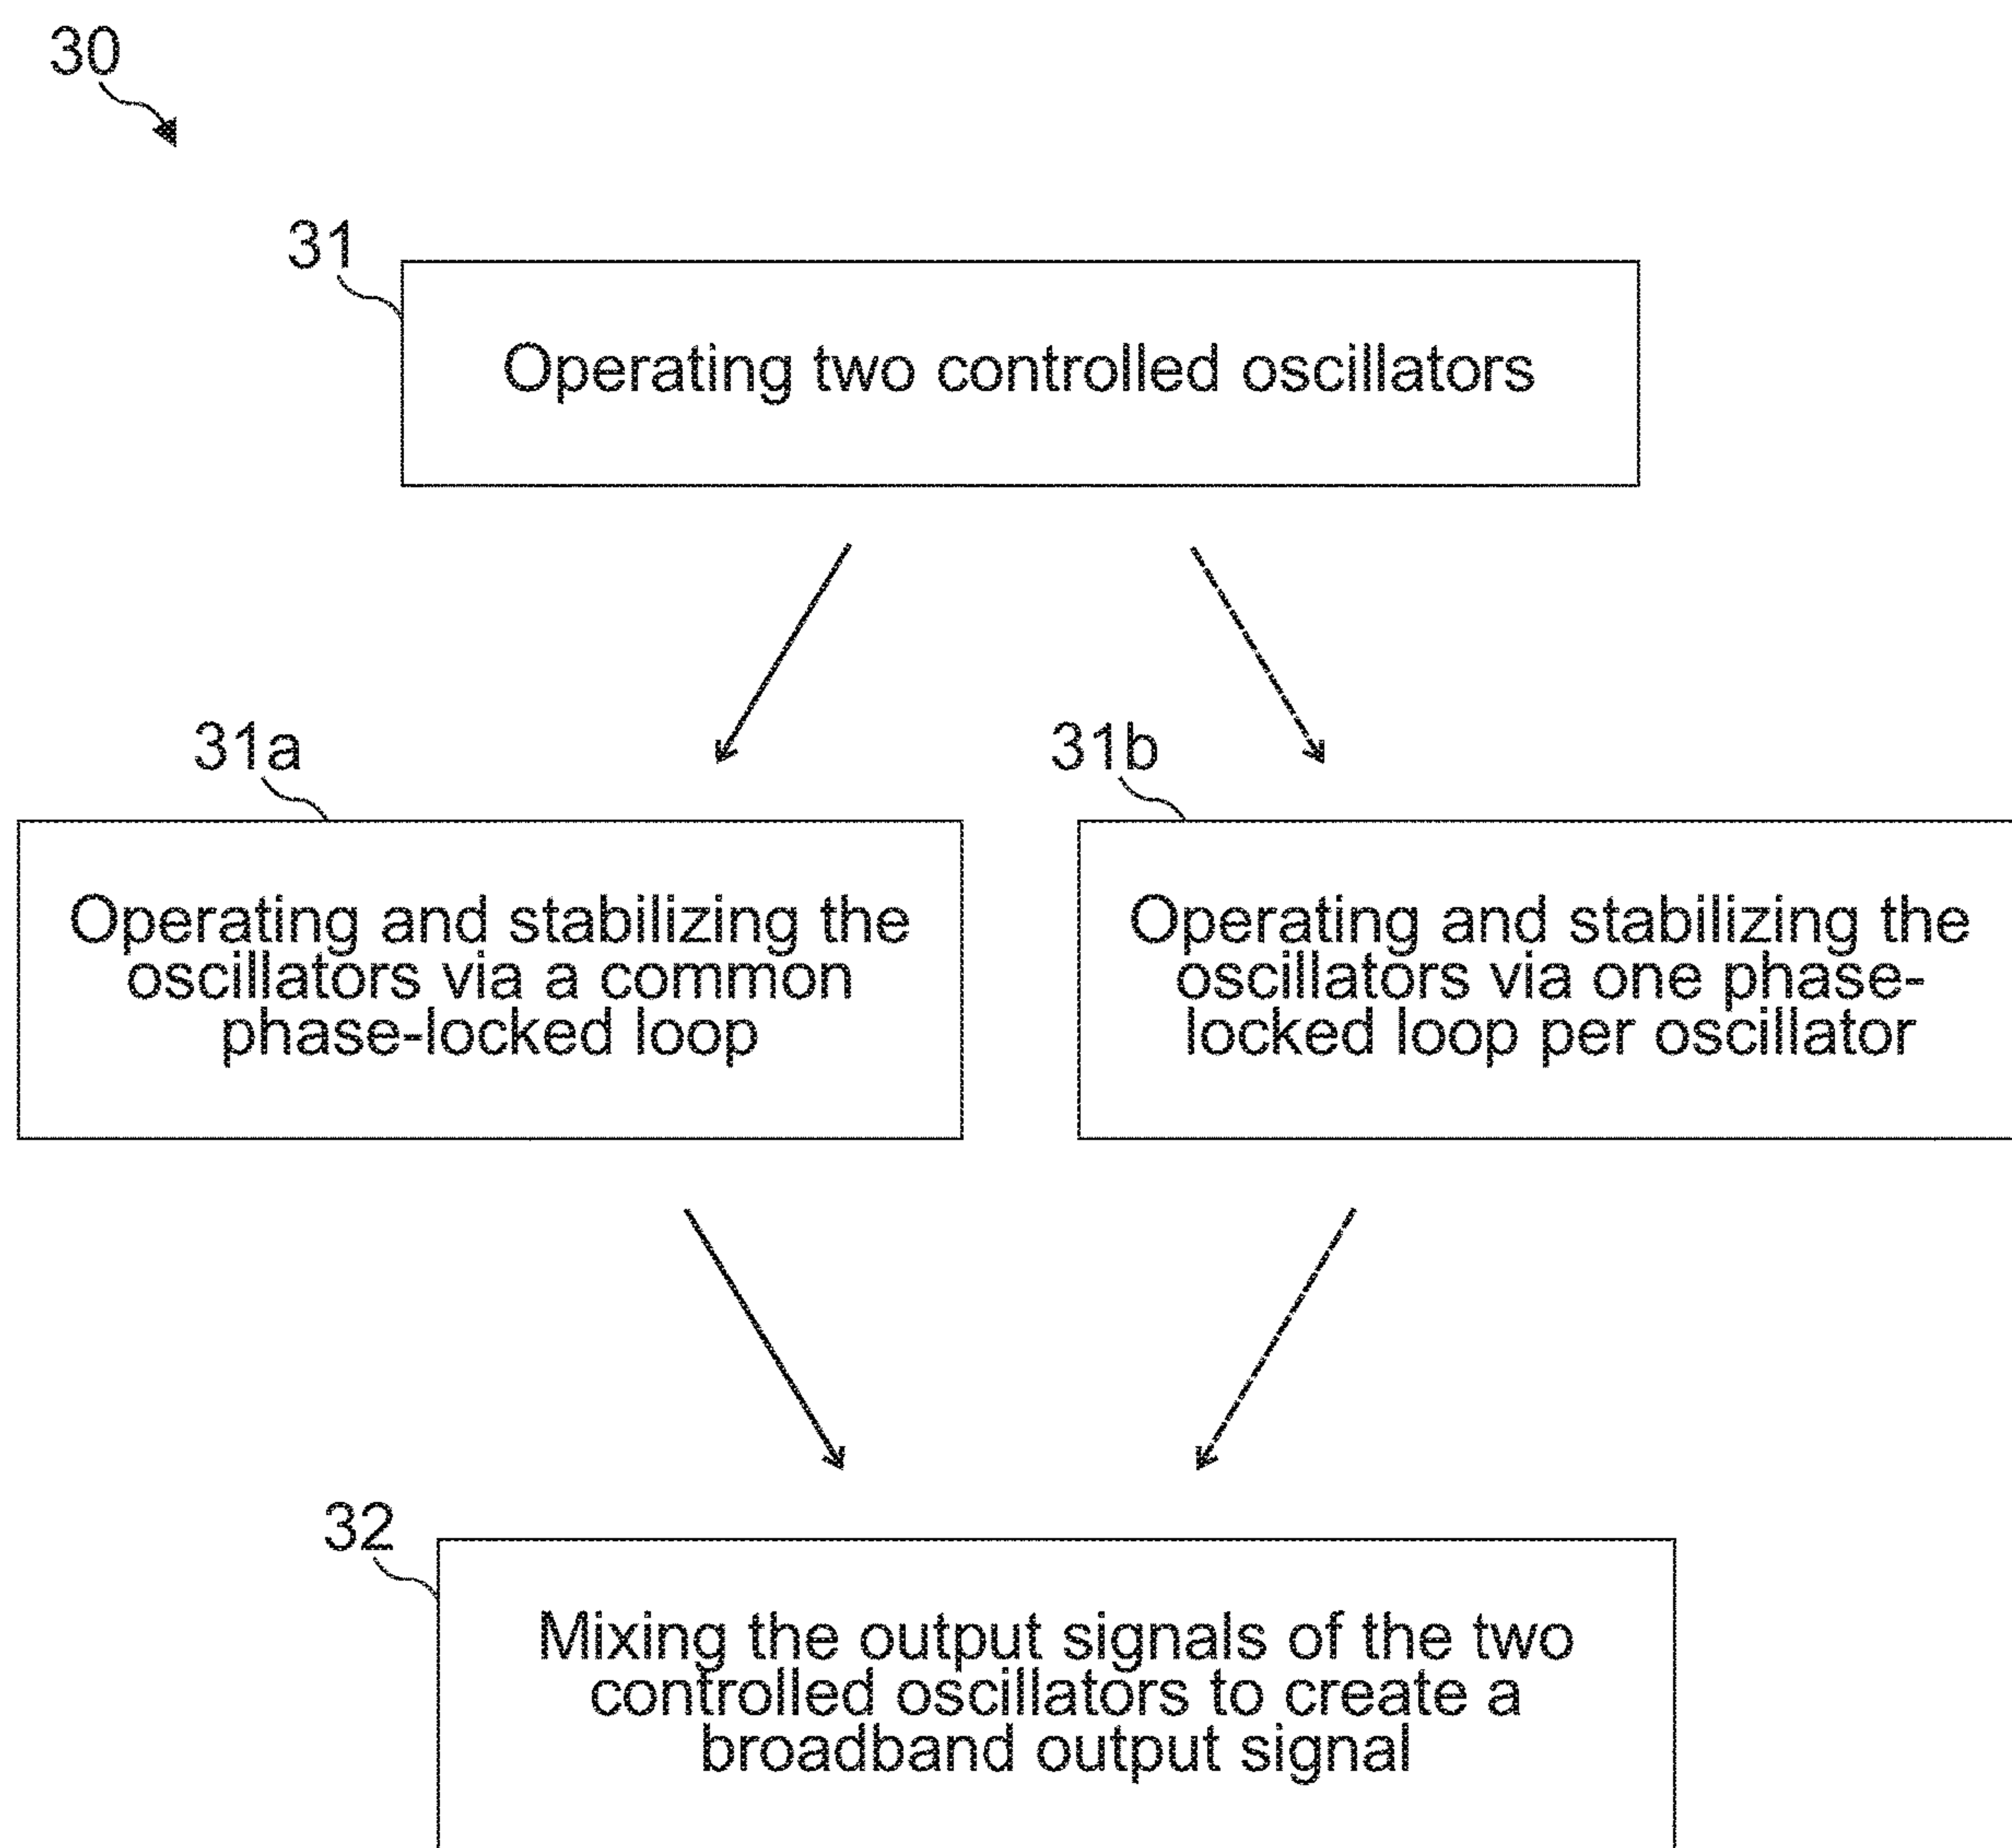 30
31
Operating two controlled oscillators
31a
Operating and stabilizing the
oscillators via a common
phase-locked loop
31b
Operating and stabilizing the
oscillators via one phase-
locked loop per oscillator
32
Mixing the output signals of the two
controlled oscillators to create a
broadband output signal